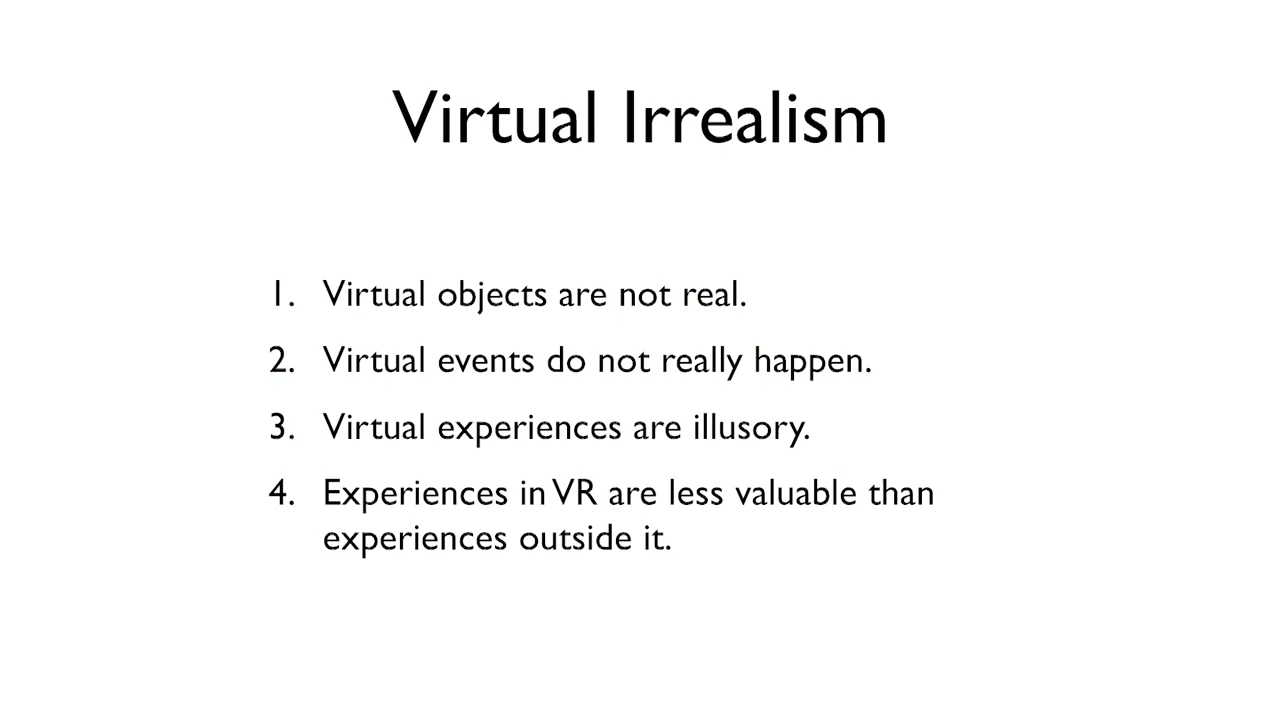 Virtual Irrealism
1. Virtual objects are not real.
2. Virtual events do not really happen.
3. Virtual experiences are illusory.
4. Experiences in VR are less valuable than
experiences outside it.